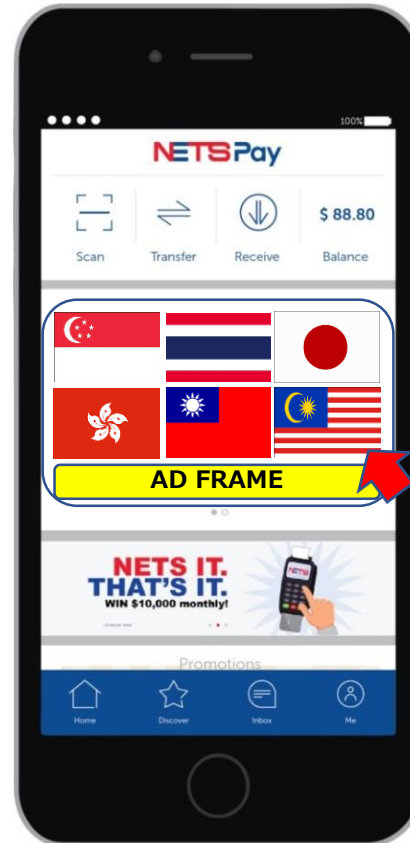 100%
NETSPay
$ 88.80
Scan Transfer Receive Balance
AD FRAME
NETS IT.
THAT'S IT.
WIN $10,000 monthly!
NETS
Promotions
Home Discover Inbox Me